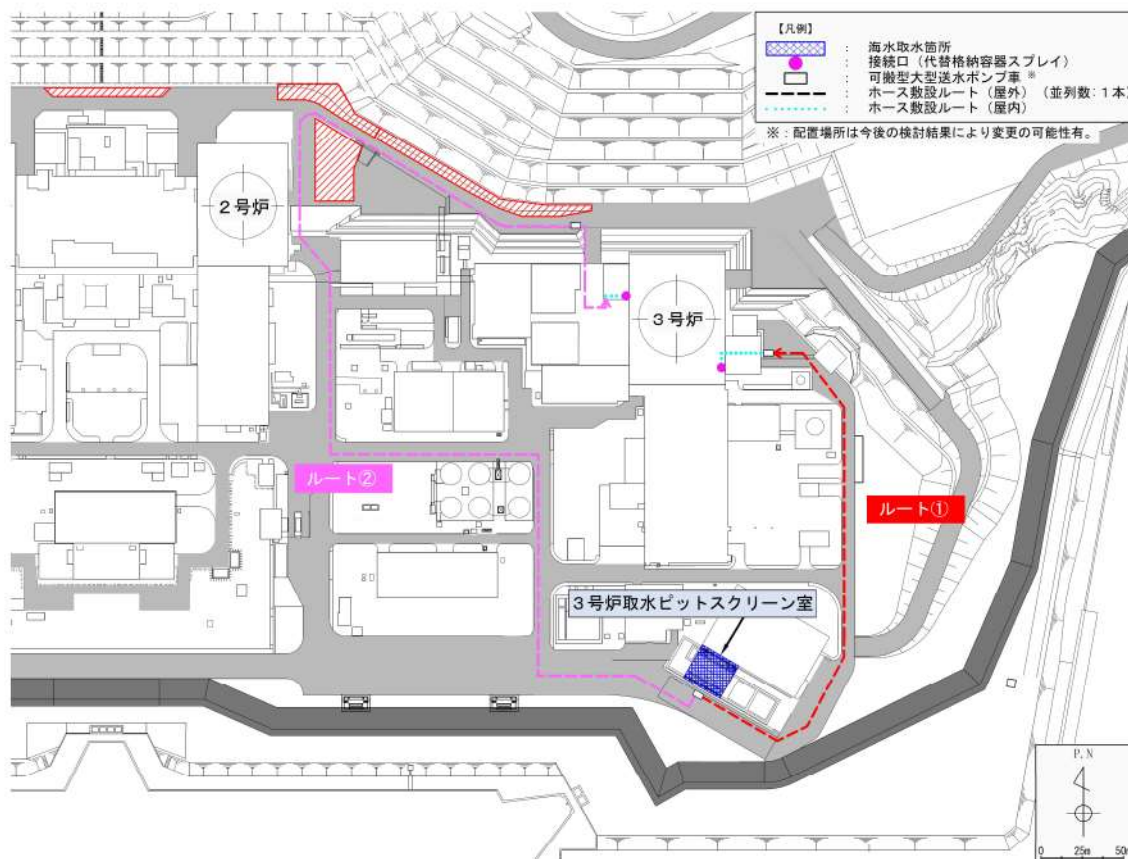 【凡例】
： 海水取水箇所
： 接続口（代替格納容器スプレイ）
： 可搬型大型送水ポンプ車 ※
： ホース敷設ルート（屋外）（並列数：1本）
： ホース敷設ルート（屋内）
※：配置場所は今後の検討結果により変更の可能性有。
2号炉
3号炉
ルート②
ルート①
3号炉取水ピットスクリーン室
P.N
0 25m 50m